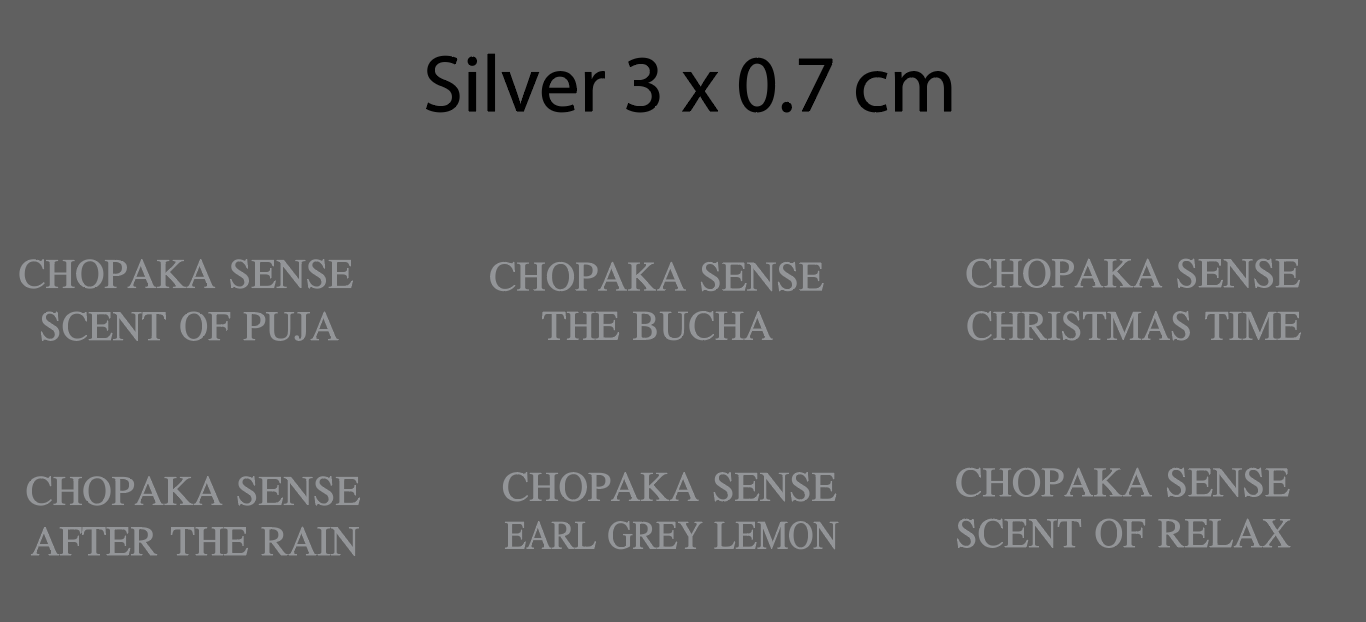 Silver 3 x 0.7 cm
CHOPAKA SENSE
SCENT OF PUJA
CHOPAKA SENSE
THE BUCHA
CHOPAKA SENSE
CHRISTMAS TIME
CHOPAKA SENSE
AFTER THE RAIN
CHOPAKA SENSE
EARL GREY LEMON
CHOPAKA SENSE
SCENT OF RELAX